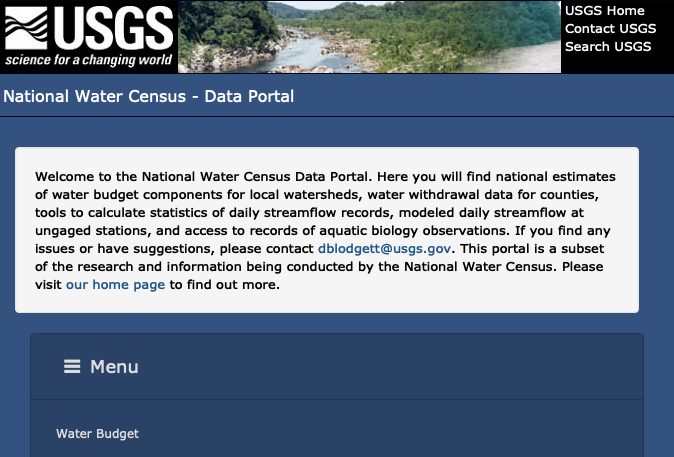 USGS
science for a changing world
USGS Home
Contact USGS
Search USGS
National Water Census - Data Portal
Welcome to the National Water Census Data Portal. Here you will find national estimates
of water budget components for local watersheds, water withdrawal data for counties,
tools to calculate statistics of daily streamflow records, modeled daily streamflow at
ungaged stations, and access to records of aquatic biology observations. If you find any
issues or have suggestions, please contact dblodgett@usgs.gov. This portal is a subset
of the research and information being conducted by the National Water Census. Please
visit our home page to find out more.
Menu
Water Budget